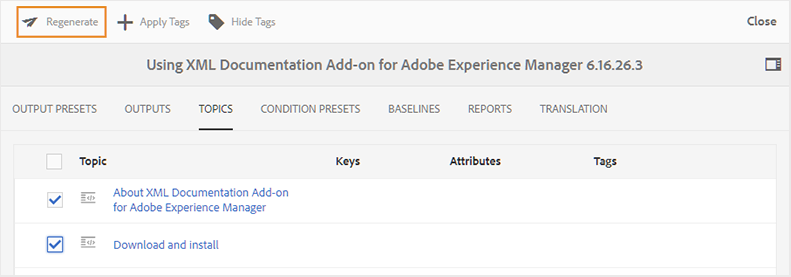 Regenerate Apply Tags Hide Tags Close
Using XML Documentation Add-on for Adobe Experience Manager 6.16.26.3
OUTPUT PRESETS OUTPUTS TOPICS CONDITION PRESETS BASELINES REPORTS TRANSLATION
Topic Keys Attributes Tags
About XML Documentation Add-on
for Adobe Experience Manager
Download and install